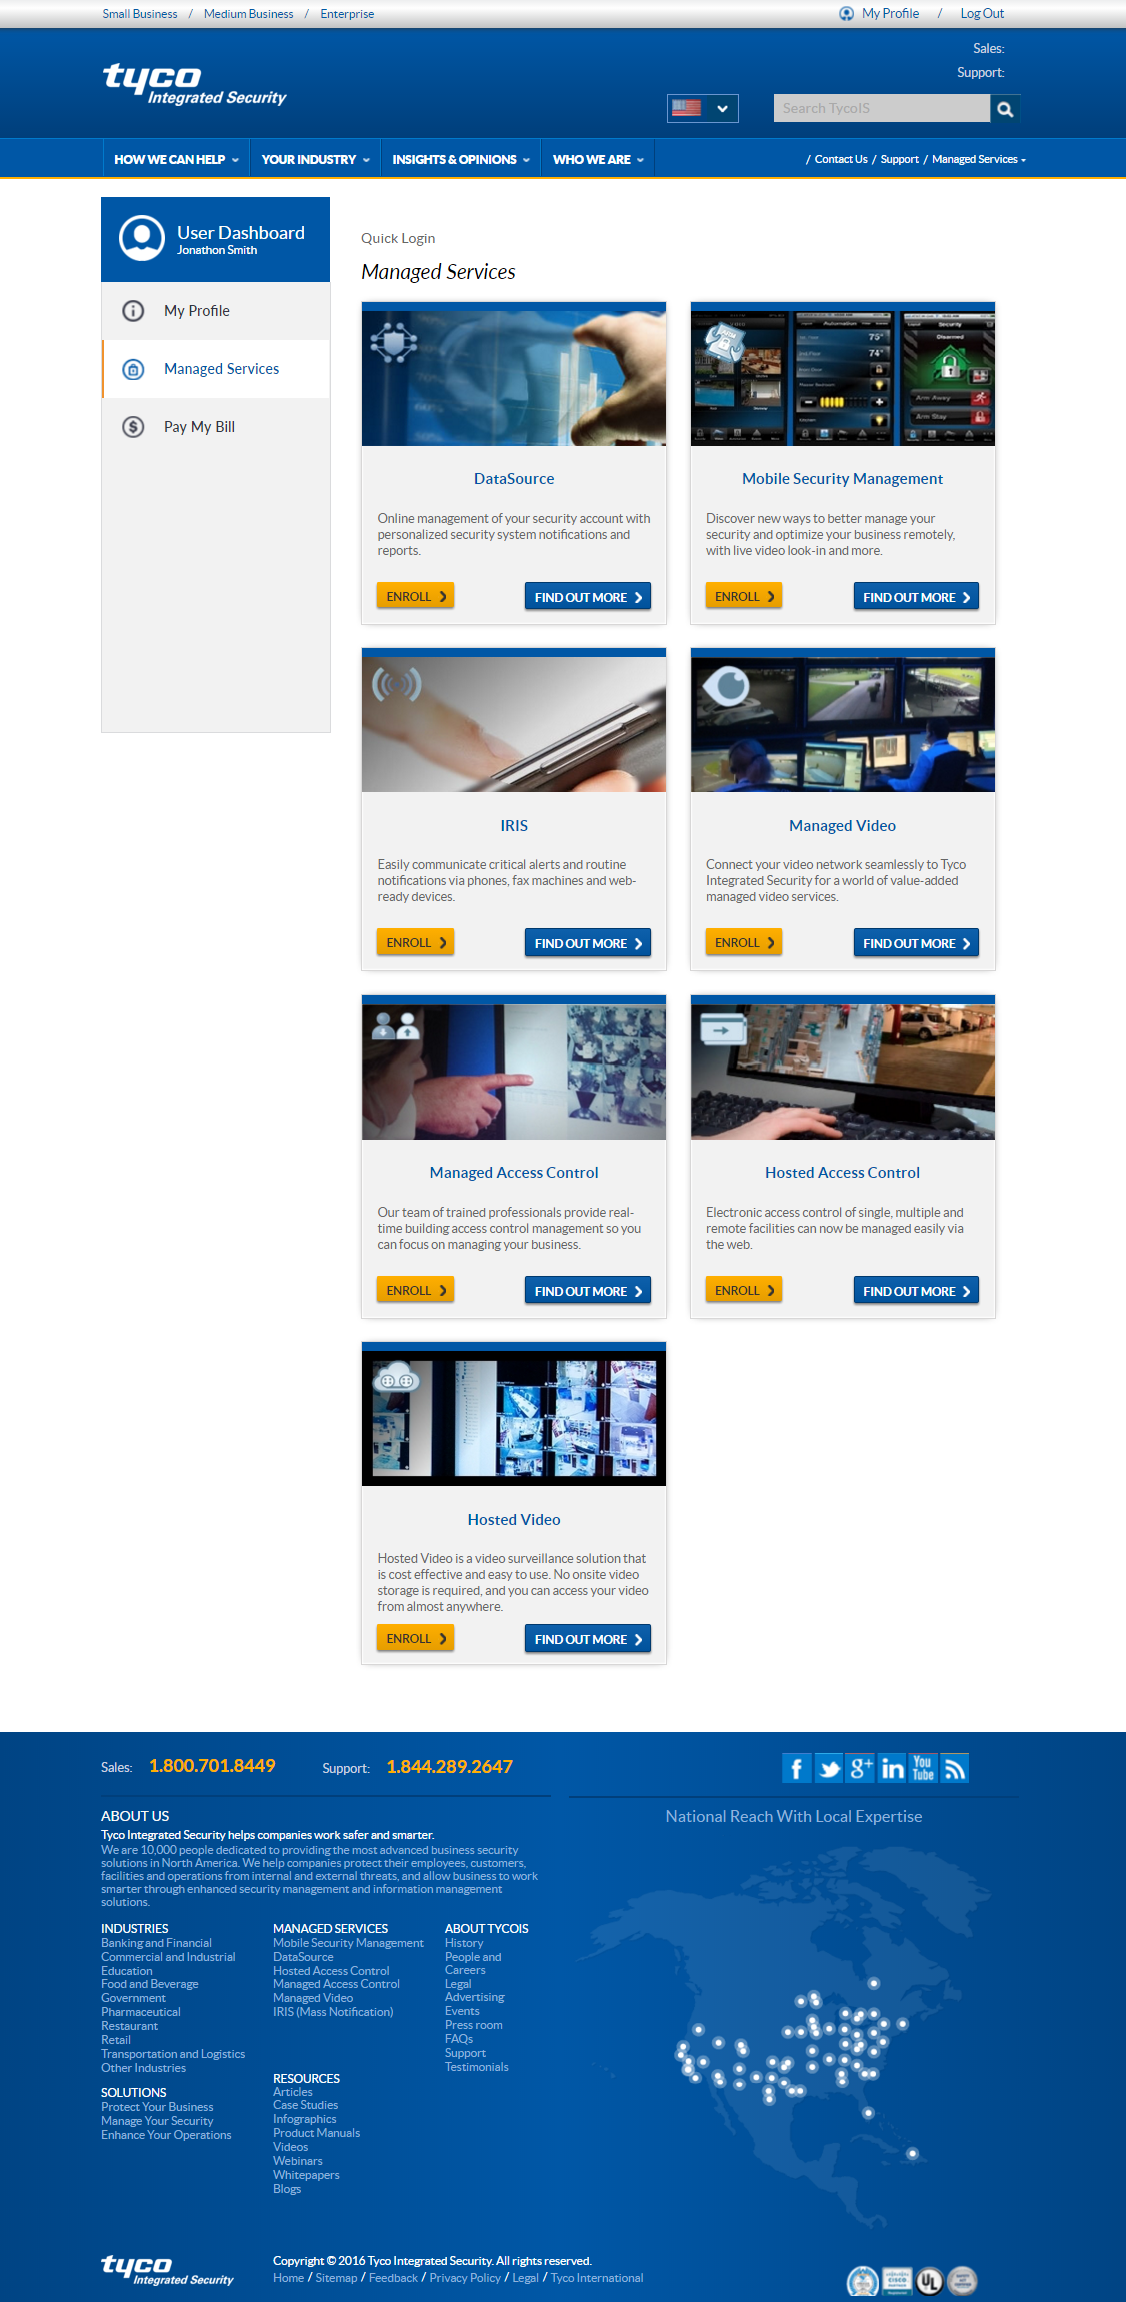 Small Business / Medium Business / Enterprise
My Profile / Log Out
Sales:
Support:
tyco
Integrated Security
Search TycoIS
HOW WE CAN HELP
YOUR INDUSTRY
INSIGHTS & OPINIONS
WHO WE ARE
/ Contact Us / Support / Managed Services
User Dashboard
Jonathon Smith
My Profile
Managed Services
Pay My Bill
Quick Login
Managed Services
Automation
Security
Disarmed
75°
74°
Arm Away
Arm Stay
DataSource
Online management of your security account with
personalized security system notifications and
reports.
ENROLL
FIND OUT MORE
Mobile Security Management
Discover new ways to better manage your
security and optimize your business remotely,
with live video look-in and more.
ENROLL
FIND OUT MORE
IRIS
Easily communicate critical alerts and routine
notifications via phones, fax machines and web-
ready devices.
ENROLL
FIND OUT MORE
Managed Video
Connect your video network seamlessly to Tyco
Integrated Security for a world of value-added
managed video services.
ENROLL
FIND OUT MORE
Managed Access Control
Our team of trained professionals provide real-
time building access control management so you
can focus on managing your business.
ENROLL
FIND OUT MORE
Hosted Access Control
Electronic access control of single, multiple and
remote facilities can now be managed easily via
the web.
ENROLL
FIND OUT MORE
Hosted Video
Hosted Video is a video surveillance solution that
is cost effective and easy to use. No onsite video
storage is required, and you can access your video
from almost anywhere.
ENROLL
FIND OUT MORE
Sales: 1.800.701.8449
Support: 1.844.289.2647
f
g+
in
You
Tube
ABOUT US
Tyco Integrated Security helps companies work safer and smarter.
We are 10,000 people dedicated to providing the most advanced business security
solutions in North America. We help companies protect their employees, customers,
facilities and operations from internal and external threats, and allow business to work
smarter through enhanced security management and information management
solutions.
National Reach With Local Expertise
INDUSTRIES
Banking and Financial
Commercial and Industrial
Education
Food and Beverage
Government
Pharmaceutical
Restaurant
Retail
Transportation and Logistics
Other Industries
SOLUTIONS
Protect Your Business
Manage Your Security
Enhance Your Operations
MANAGED SERVICES
Mobile Security Management
DataSource
Hosted Access Control
Managed Access Control
Managed Video
IRIS (Mass Notification)
RESOURCES
Articles
Case Studies
Infographics
Product Manuals
Videos
Webinars
Whitepapers
Blogs
ABOUT TYCOIS
History
People and
Careers
Legal
Advertising
Events
Press room
FAQs
Support
Testimonials
tyco
Integrated Security
Copyright © 2016 Tyco Integrated Security. All rights reserved.
Home / Sitemap / Feedback / Privacy Policy / Legal / Tyco International
UL